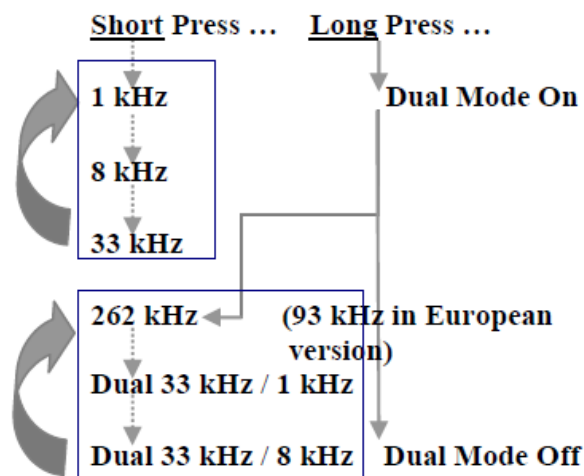 Short Press … Long Press …
1 kHz Dual Mode On
8 kHz
33 kHz
262 kHz (93 kHz in European
version)
Dual 33 kHz / 1 kHz
Dual 33 kHz / 8 kHz Dual Mode Off